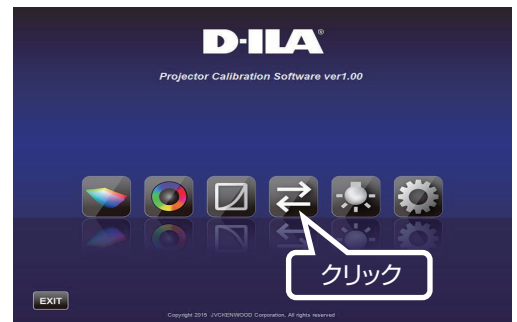 D-ILA®
Projector Calibration Software ver1.00
クリック
EXIT
Copyright 2015 JVCKENWOOD Corporation, All rights reserved